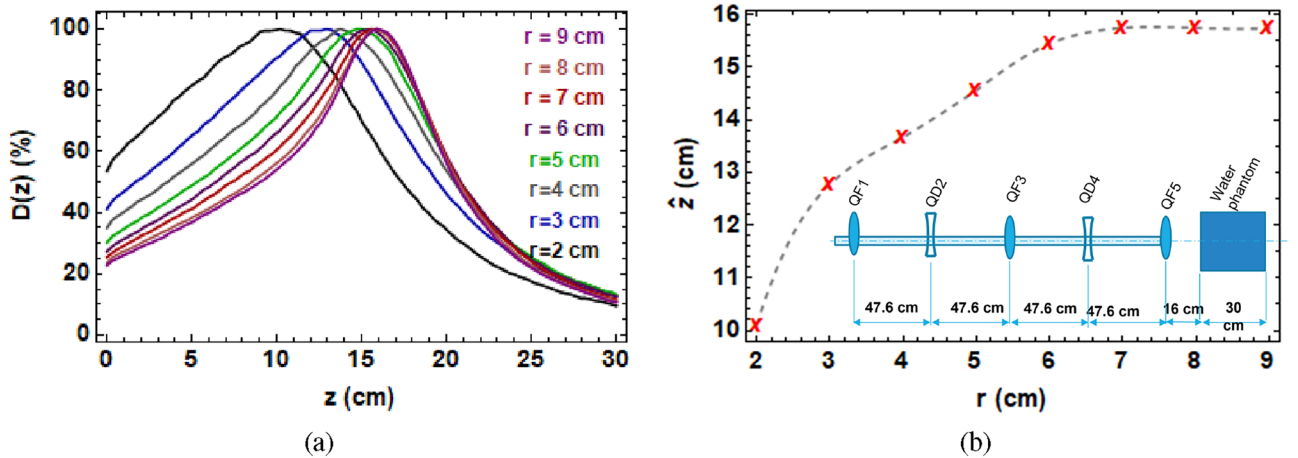 100
80
60
40
20
0
D(z) (%)
0
5
10
15
20
25
30
z (cm)
r = 9 cm
r = 8 cm
r = 7 cm
r = 6 cm
r=5 cm
r=4 cm
r=3 cm
r=2 cm
(a)
16
15
14
13
12
11
10
ẑ (cm)
2
3
4
5
6
7
8
9
r (cm)
QF1
QD2
QF3
QD4
QF5
Water
phantom
47.6 cm
47.6 cm
47.6 cm
47.6 cm
16 cm
30
cm
(b)